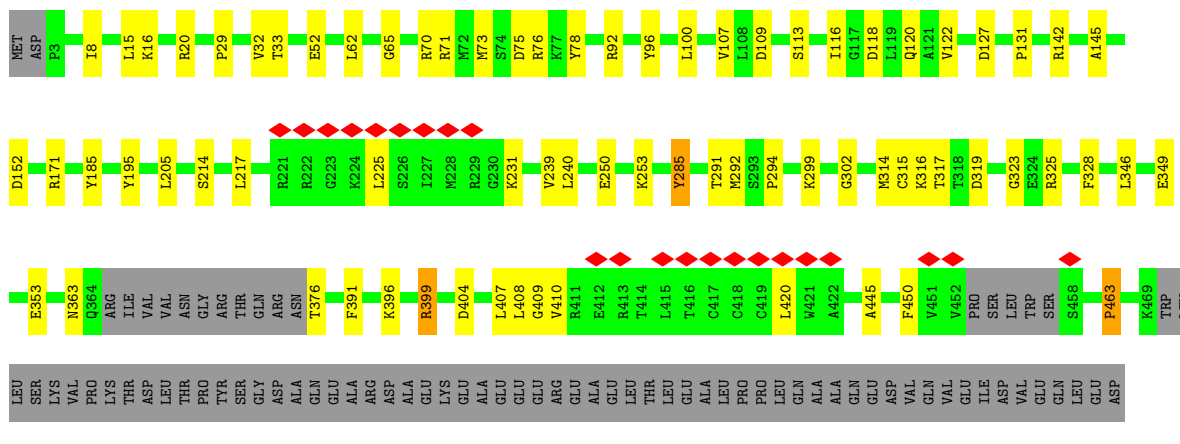 MET ASP P3 I8 L15 K16 R20 P29 V32 T33 E52 L62 G65 R70 R71 M72 M73 S74 D75 R76 K77 Y78 R92 Y96 L100 V107 L108 D109 S113 I116 G117 D118 L119 Q120 A121 V122 D127 P131 R142 A145
D152 R171 Y185 Y195 L205 S214 L217 R221 R222 G223 K224 L225 S226 I227 M228 R229 G230 K231 V239 L240 E250 K253 Y285 T291 M292 S293 P294 K299 G302 M314 C315 K316 T317 T318 D319 G323 E324 R325 F328 L346 E349
E353 N363 Q364 ARG ILE VAL VAL ASN GLY ARG THR GLN ARG ASN T376 F391 K396 R399 D404 L407 L408 G409 V410 R411 E412 R413 T414 L415 T416 C417 C418 C419 L420 W421 A422 A445 F450 V451 V452 PRO SER LEU TRP SER S458 P463 K469 TRP
LEU SER LYS VAL PRO LYS THR ASP LEU THR PRO TYR SER GLY ASP ALA GLN GLU ALA ARG ASP ALA GLU LYS GLU ALA GLU GLU GLU ARG GLU ALA GLU LEU THR LEU GLU ALA LEU PRO PRO LEU GLN ALA ALA GLN GLU ASP VAL GLN VAL GLU ILE ASP VAL GLU GLN LEU GLU ASP